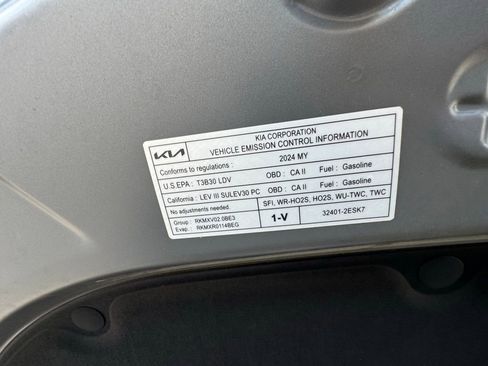 KIA CORPORATION
KIA VEHICLE EMISSION CONTROL INFORMATION
Conforms to regulations : 2024 MY
U.S.EPA : T3B30 LDV OBD : CA II Fuel : Gasoline
California : LEV III SULEV30 PC OBD : CA II Fuel : Gasoline
No adjustments needed. SFI, WR-HO2S, HO2S, WU-TWC, TWC
Group : RKMXV02.0BE3
Evap. : RKMXR0114BEG
1-V 32401-2ESK7